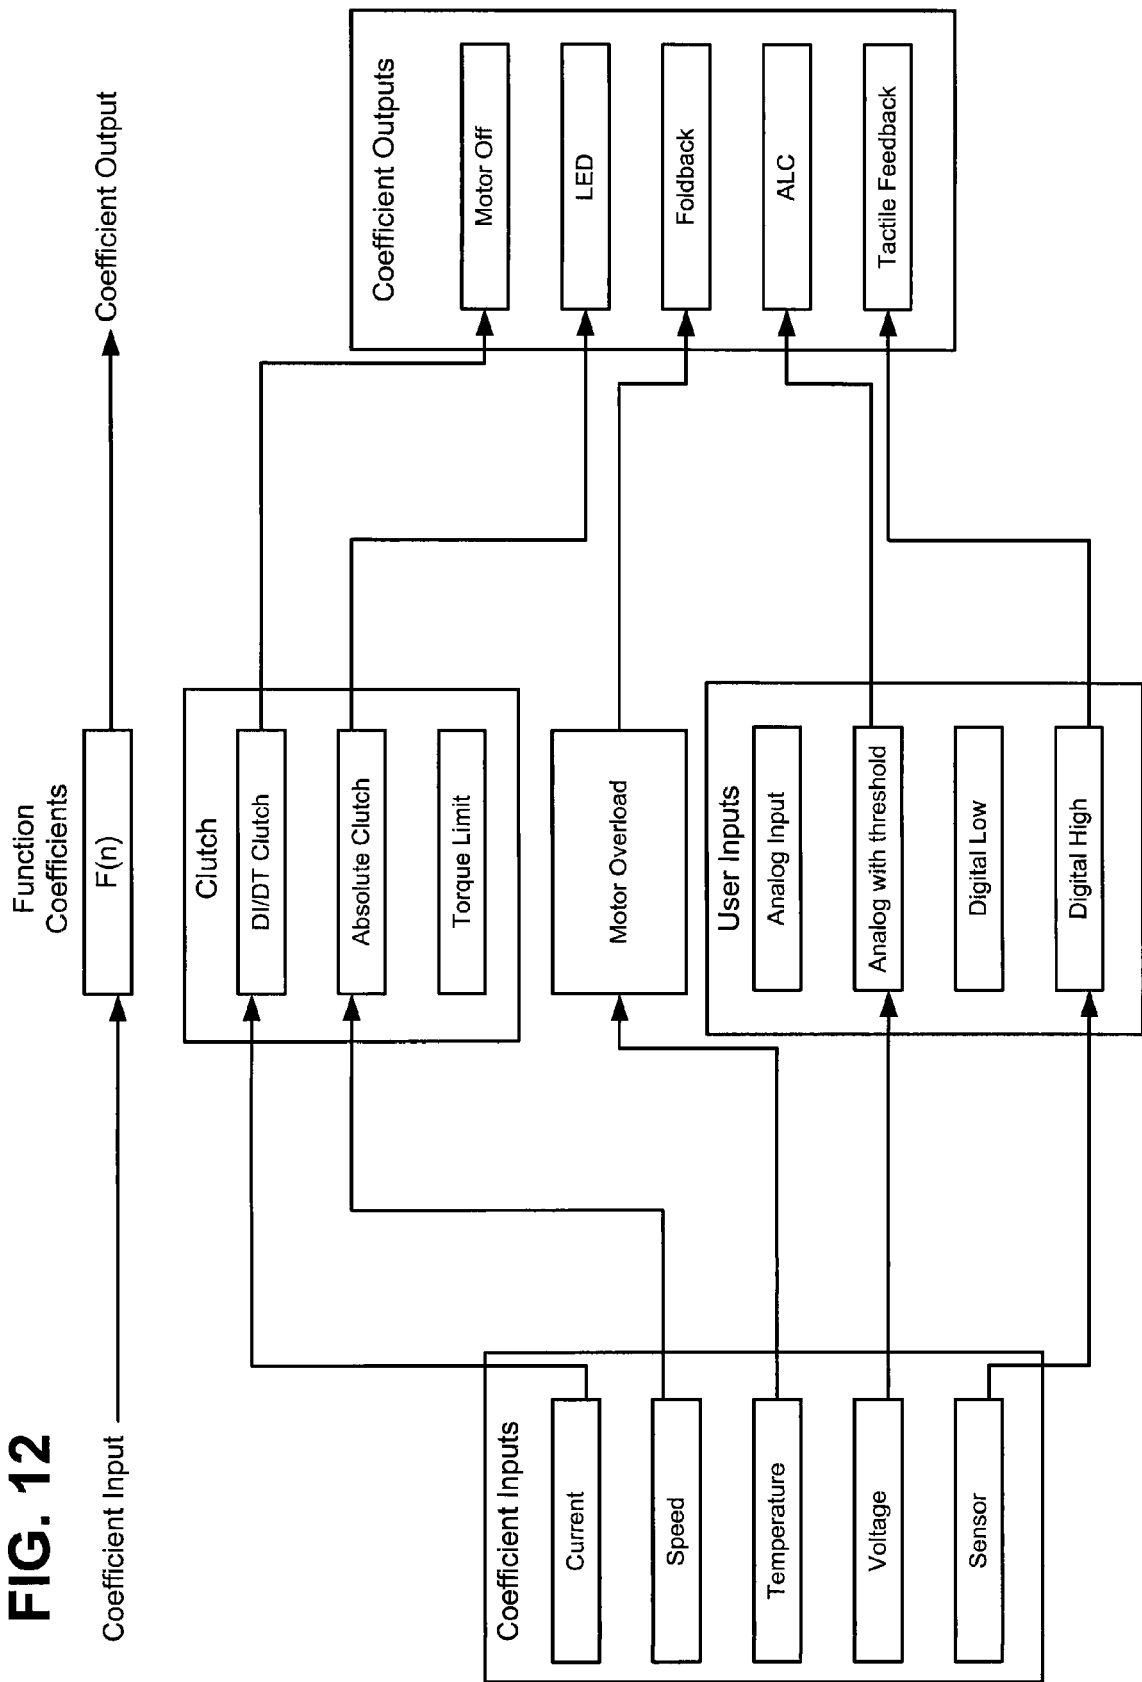 FIG. 12
Coefficient Input
Function
Coefficients
F(n)
Coefficient Output
Coefficient Inputs
Current
Speed
Temperature
Voltage
Sensor
Clutch
DI/DT Clutch
Absolute Clutch
Torque Limit
Motor Overload
User Inputs
Analog Input
Analog with threshold
Digital Low
Digital High
Coefficient Outputs
Motor Off
LED
Foldback
ALC
Tactile Feedback